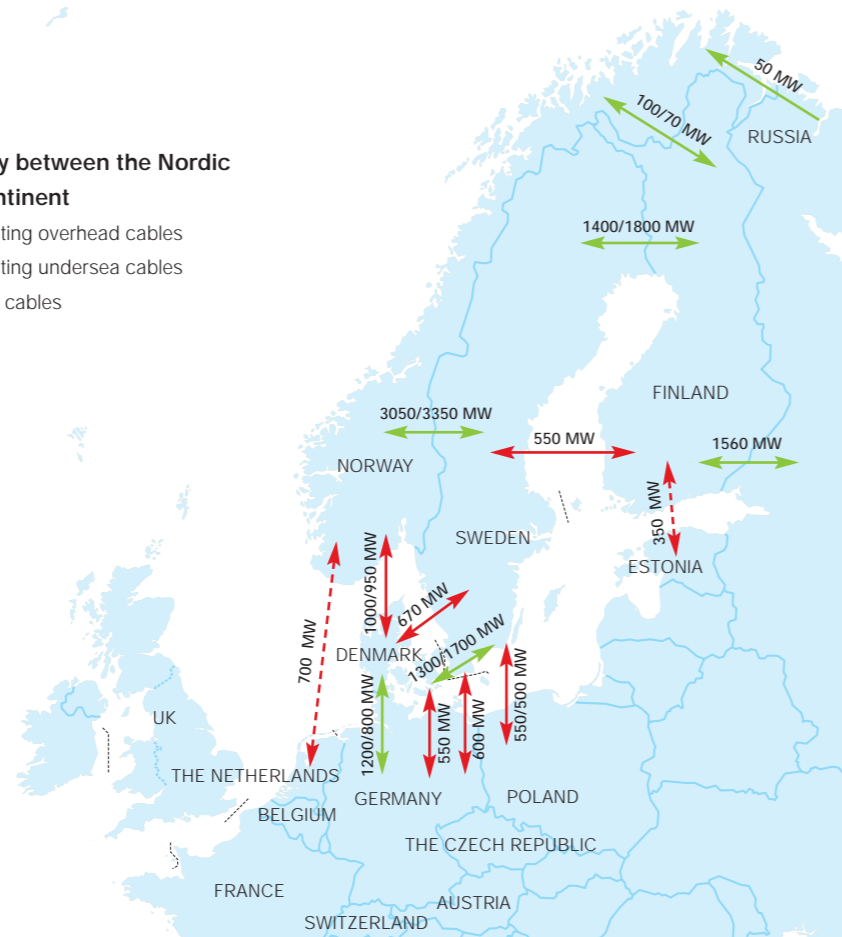 y between the Nordic
ntinent
ting overhead cables
ting undersea cables
cables
50 MW
100/70 MW
RUSSIA
1400/1800 MW
FINLAND
3050/3350 MW
550 MW
1560 MW
NORWAY
350 MW
SWEDEN
1000/950 MW
ESTONIA
670 MW
700 MW
DENMARK
1300/1700 MW
550/500 MW
1200/800 MW
550 MW
600 MW
UK
THE NETHERLANDS
GERMANY
POLAND
BELGIUM
THE CZECH REPUBLIC
FRANCE
AUSTRIA
SWITZERLAND